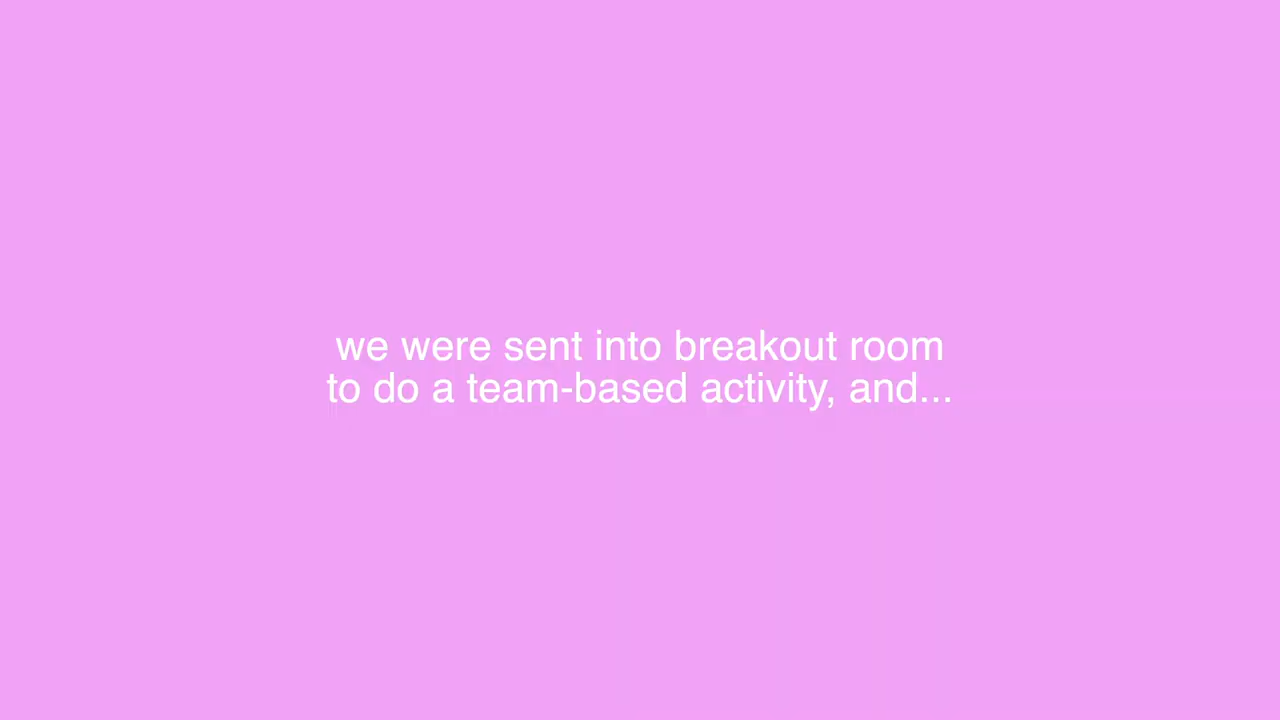 we were sent into breakout room
to do a team-based activity, and...